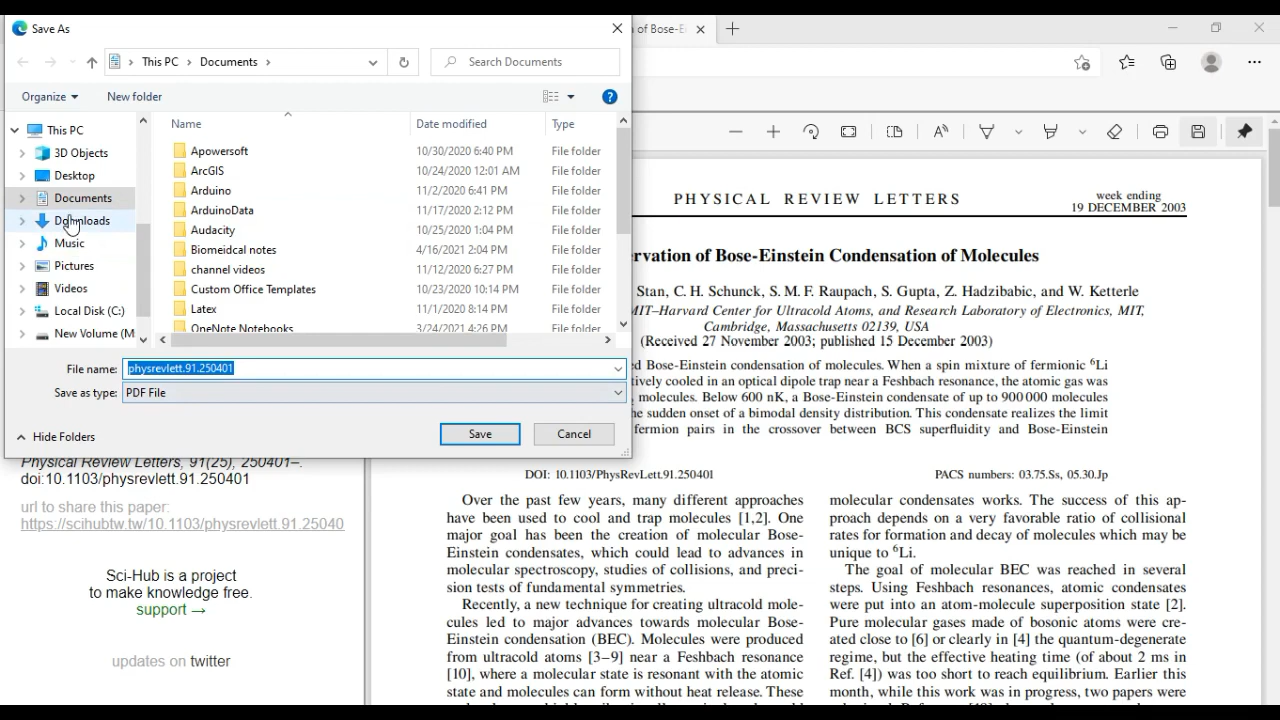 Save As
of Bose-E
This PC
Documents
Search Documents
Organize
New folder
Name
Date modified
Type
This PC
3D Objects
Desktop
Documents
Downloads
Music
Pictures
Videos
Local Disk (C:)
New Volume (M
Apowersoft 10/30/2020 6:40 PM File folder
ArcGIS 10/24/2020 12:01 AM File folder
Arduino 11/2/2020 6:41 PM File folder
ArduinoData 11/17/2020 2:12 PM File folder
Audacity 10/25/2020 1:04 PM File folder
Biomeidcal notes 4/16/2021 2:04 PM File folder
channel videos 11/12/2020 6:27 PM File folder
Custom Office Templates 10/23/2020 10:14 PM File folder
Latex 11/1/2020 8:14 PM File folder
OneNote Notebooks 3/24/2021 4:26 PM File folder
File name: physrevlett.91.250401
Save as type: PDF File
Hide Folders
Save
Cancel
Physical Review Letters, 91(25), 250401–.
doi:10.1103/physrevlett.91.250401
url to share this paper:
https://scihubtw.tw/10.1103/physrevlett.91.25040
Sci-Hub is a project
to make knowledge free.
support →
updates on twitter
PHYSICAL REVIEW LETTERS
week ending
19 DECEMBER 2003
rvation of Bose-Einstein Condensation of Molecules
Stan, C. H. Schunck, S. M. F. Raupach, S. Gupta, Z. Hadzibabic, and W. Ketterle
MIT–Harvard Center for Ultracold Atoms, and Research Laboratory of Electronics, MIT,
Cambridge, Massachusetts 02139, USA
(Received 27 November 2003; published 15 December 2003)
ed Bose-Einstein condensation of molecules. When a spin mixture of fermionic ⁶Li
tively cooled in an optical dipole trap near a Feshbach resonance, the atomic gas was
molecules. Below 600 nK, a Bose-Einstein condensate of up to 900 000 molecules
he sudden onset of a bimodal density distribution. This condensate realizes the limit
fermion pairs in the crossover between BCS superfluidity and Bose-Einstein
DOI: 10.1103/PhysRevLett.91.250401
PACS numbers: 03.75.Ss, 05.30.Jp
Over the past few years, many different approaches
have been used to cool and trap molecules [1,2]. One
major goal has been the creation of molecular Bose-
Einstein condensates, which could lead to advances in
molecular spectroscopy, studies of collisions, and preci-
sion tests of fundamental symmetries.
Recently, a new technique for creating ultracold mole-
cules led to major advances towards molecular Bose-
Einstein condensation (BEC). Molecules were produced
from ultracold atoms [3–9] near a Feshbach resonance
[10], where a molecular state is resonant with the atomic
state and molecules can form without heat release. These
molecular condensates works. The success of this ap-
proach depends on a very favorable ratio of collisional
rates for formation and decay of molecules which may be
unique to ⁶Li.
The goal of molecular BEC was reached in several
steps. Using Feshbach resonances, atomic condensates
were put into an atom-molecule superposition state [2].
Pure molecular gases made of bosonic atoms were cre-
ated close to [6] or clearly in [4] the quantum-degenerate
regime, but the effective heating time (of about 2 ms in
Ref. [4]) was too short to reach equilibrium. Earlier this
month, while this work was in progress, two papers were